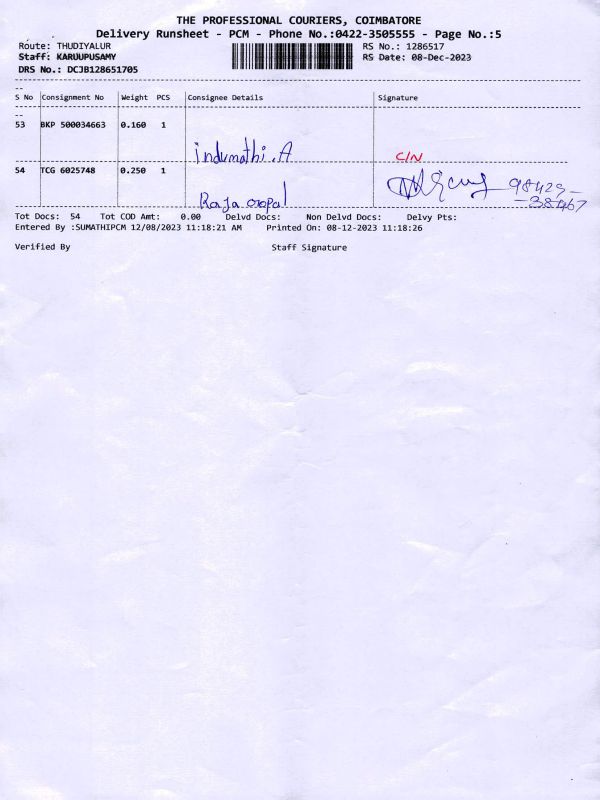 THE PROFESSIONAL COURIERS, COIMBATORE
Delivery Runsheet - PCM - Phone No.:0422-3505555 - Page No.:5
Route: THUDIYALUR RS No.: 1286517
Staff: KARUUPUSAMY RS Date: 08-Dec-2023
DRS No.: DCJB128651705
S No Consignment No Weight PCS Consignee Details Signature
53 BKP 500034663 0.160 1
indumathi.A C/N
54 TCG 6025748 0.250 1
98429-
Raja gopal
Tot Docs: 54 Tot COD Amt: 0.00 Delvd Docs: Non Delvd Docs: Delvy Pts:
Entered By :SUMATHIPCM 12/08/2023 11:18:21 AM Printed On: 08-12-2023 11:18:26
Verified By Staff Signature